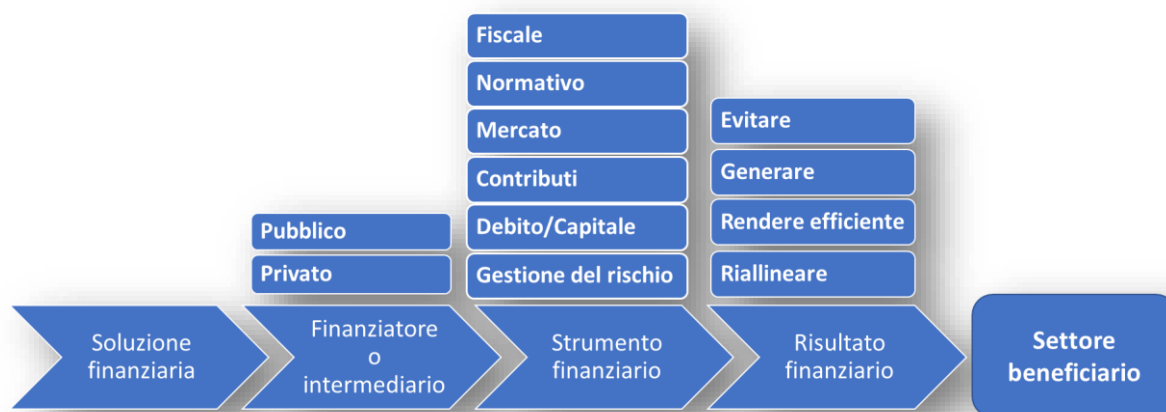 Fiscale
Normativo
Mercato
Contributi
Debito/Capitale
Gestione del rischio
Evitare
Generare
Rendere efficiente
Riallineare
Pubblico
Privato
Soluzione
finanziaria
Finanziatore
o
intermediario
Strumento
finanziario
Risultato
finanziario
Settore
beneficiario